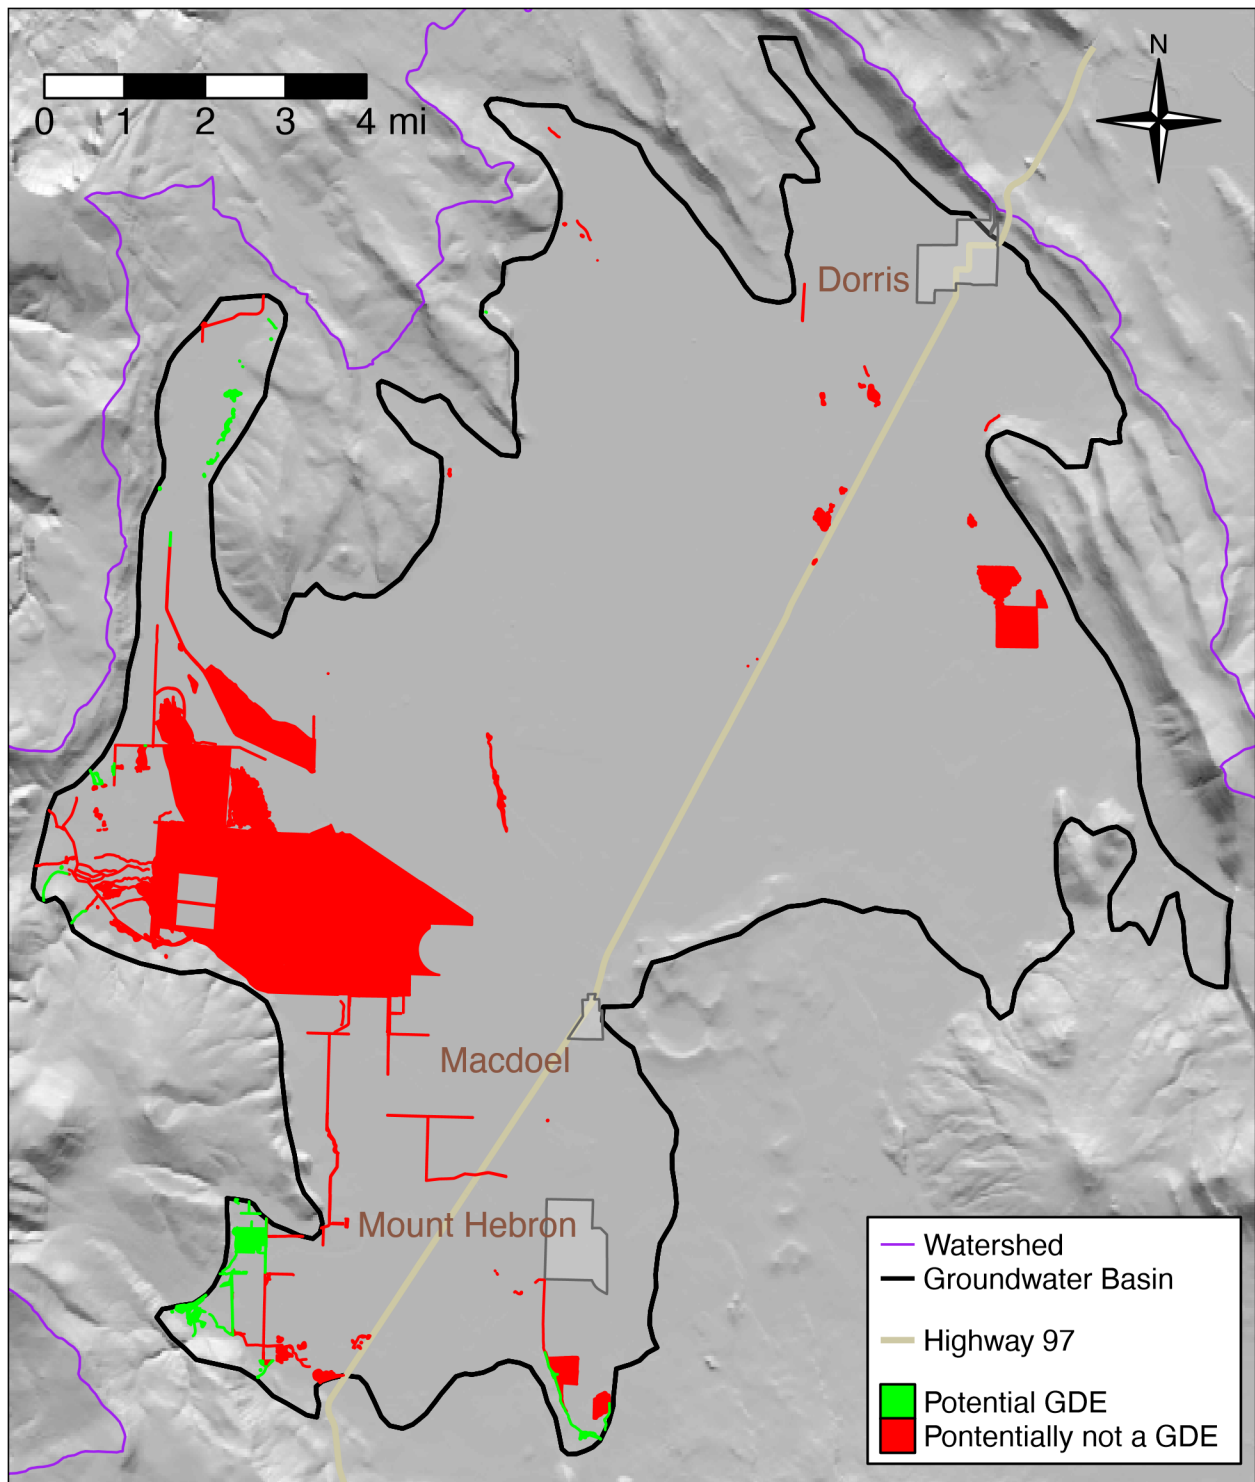 N
0 1 2 3 4 mi
Dorris
Macdoel
Mount Hebron
Watershed
Groundwater Basin
Highway 97
Potential GDE
Pontentially not a GDE